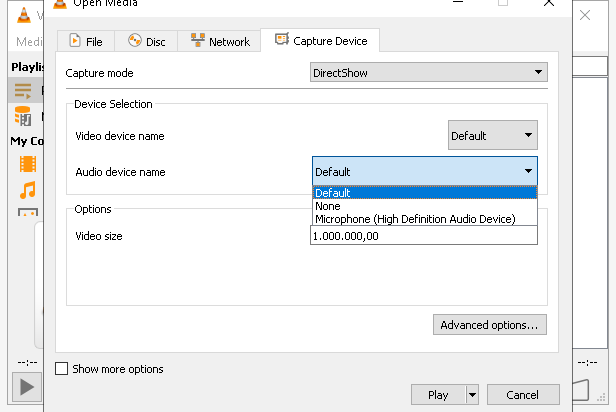 Open Media
Medi
File
Disc
Network
Capture Device
Playlis
Capture mode
DirectShow
Device Selection
Video device name
Default
My Co
Audio device name
Default
Default
None
Microphone (High Definition Audio Device)
Options
Video size
1.000.000,00
Advanced options...
--:--
Show more options
Play
Cancel